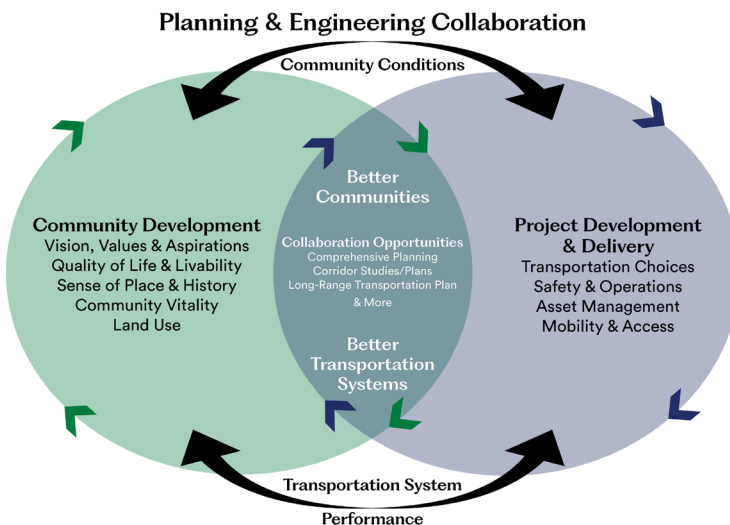 Planning & Engineering Collaboration
Community Conditions
Community Development
Vision, Values & Aspirations
Quality of Life & Livability
Sense of Place & History
Community Vitality
Land Use
Better
Communities
Collaboration Opportunities
Comprehensive Planning
Corridor Studies/Plans
Long-Range Transportation Plan
& More
Better
Transportation
Systems
Project Development
& Delivery
Transportation Choices
Safety & Operations
Asset Management
Mobility & Access
Transportation System
Performance